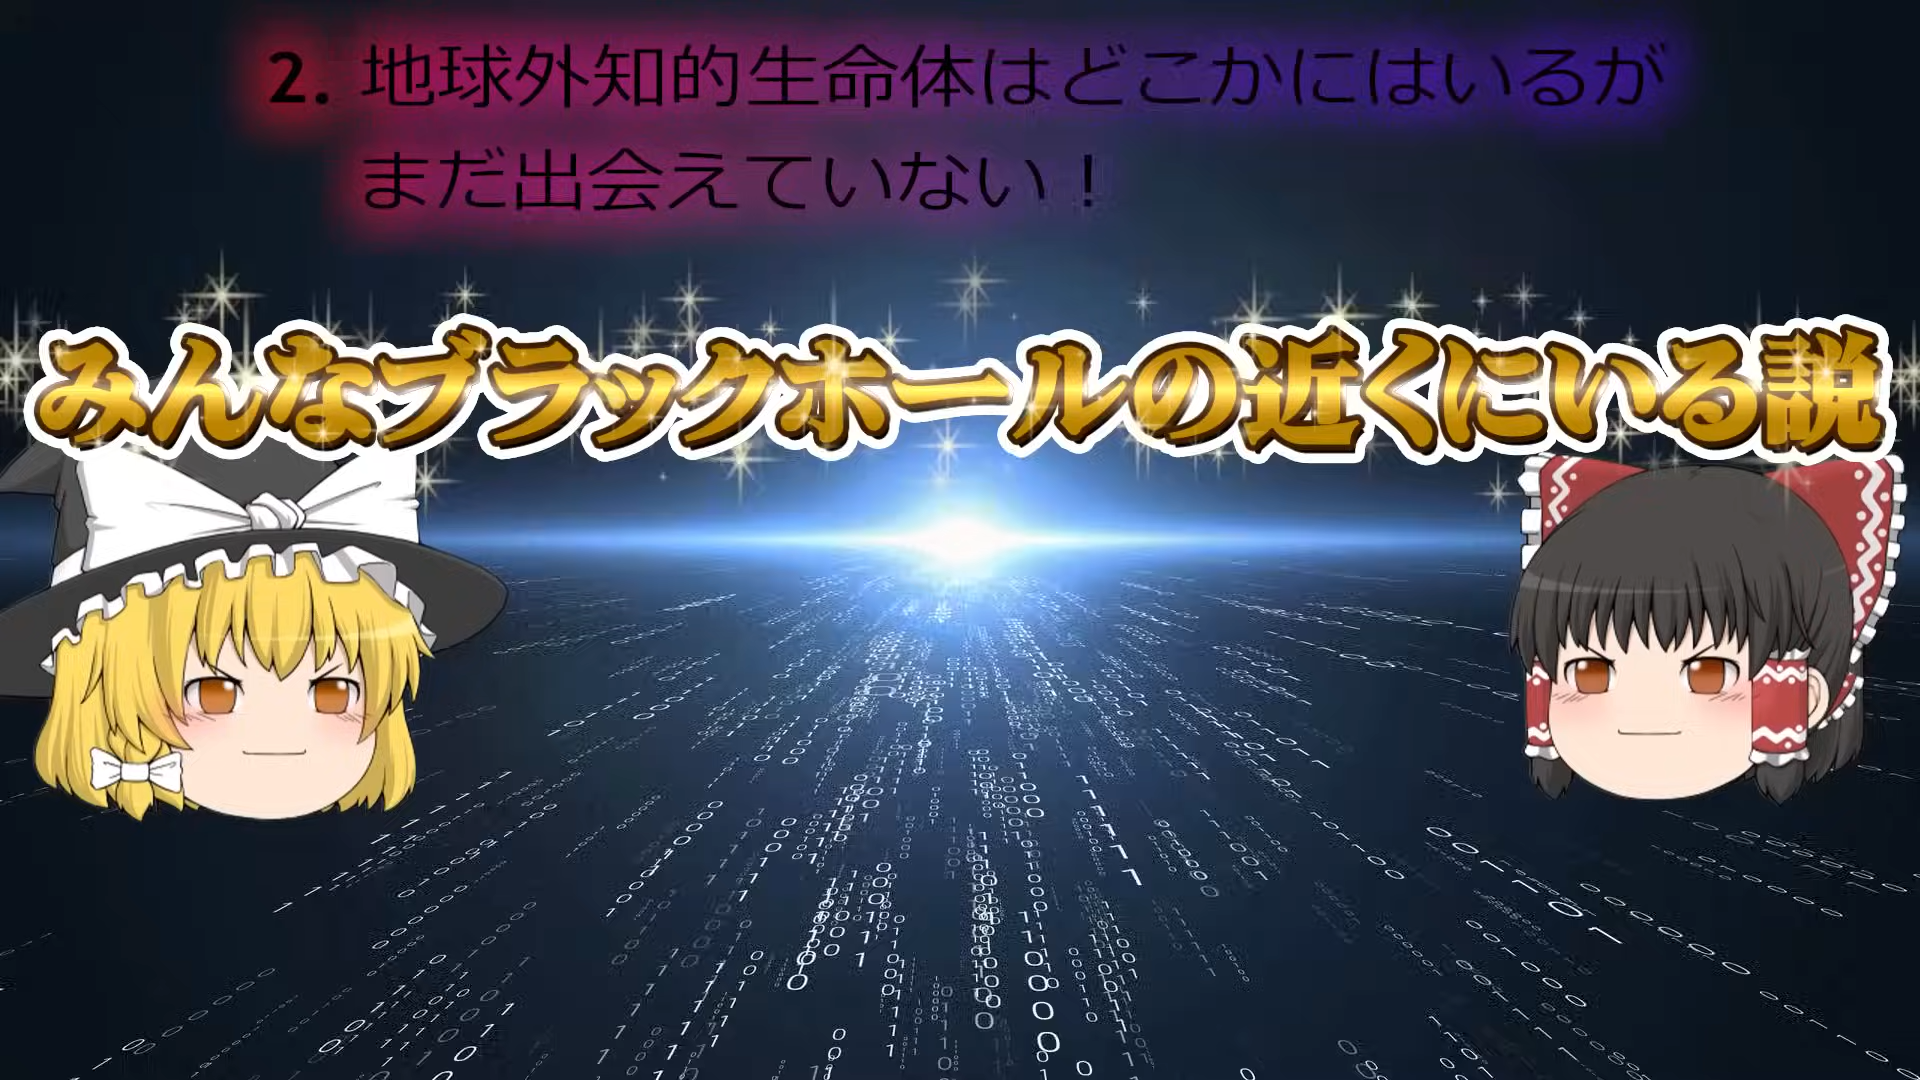 2. 地球外知的生命体はどこかにはいるが
まだ出会えていない！
みんなブラックホールの近くにいる説